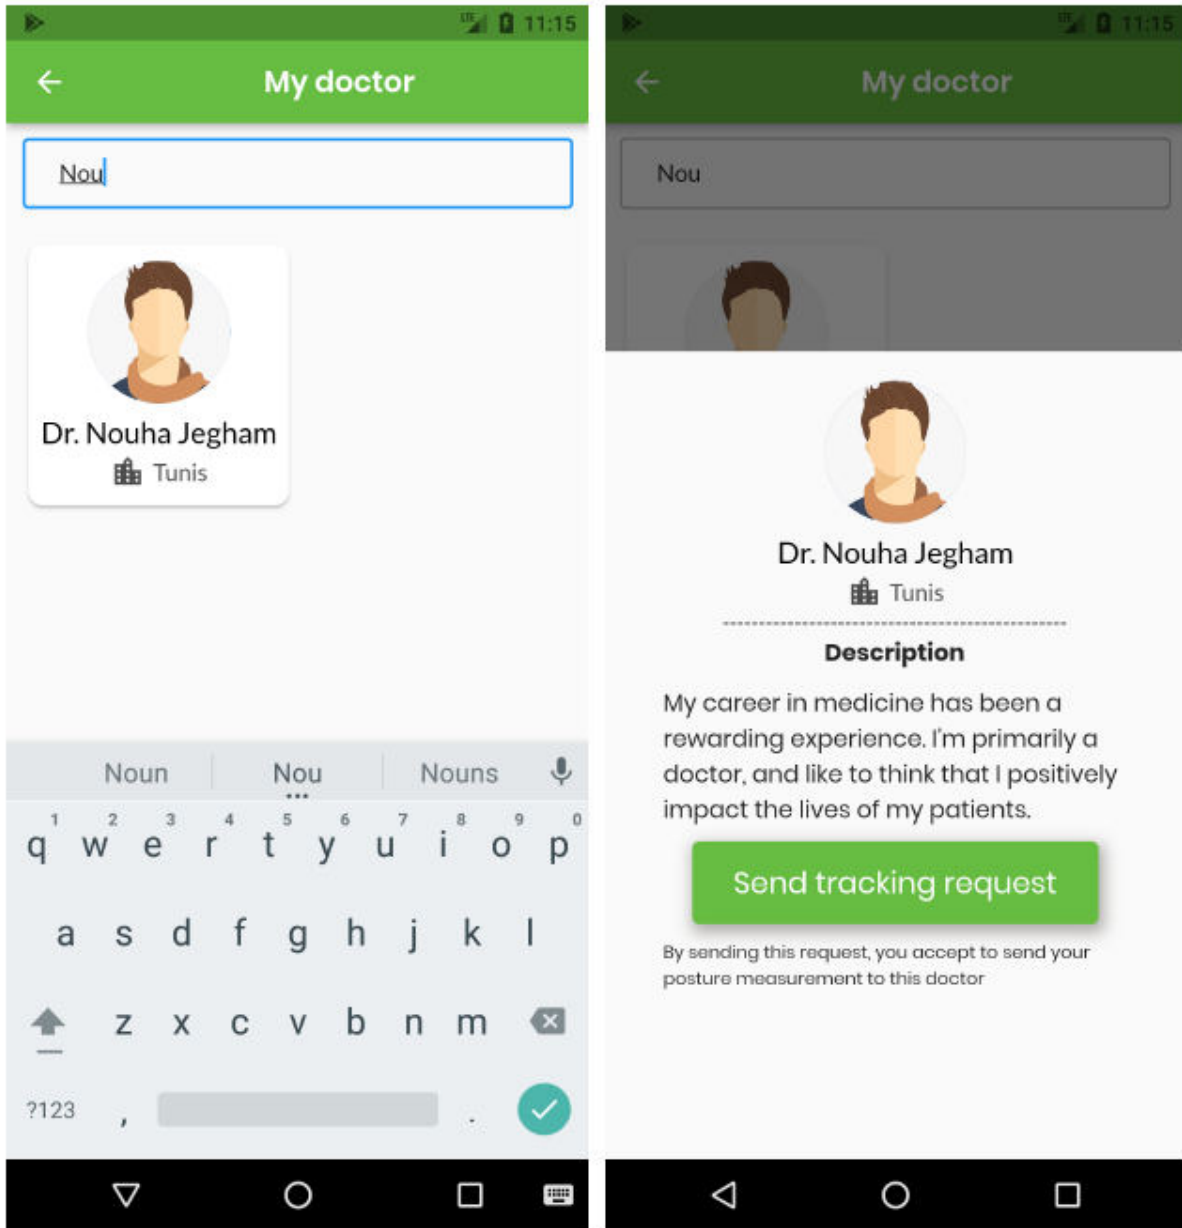 LTE 11:15
My doctor
Nou
Dr. Nouha Jegham
Tunis
Noun Nou Nouns
1 2 3 4 5 6 7 8 9 0
q w e r t y u i o p
a s d f g h j k l
z x c v b n m
?123 , .
LTE 11:15
My doctor
Nou
Dr. Nouha Jegham
Tunis
Description
My career in medicine has been a
rewarding experience. I'm primarily a
doctor, and like to think that I positively
impact the lives of my patients.
Send tracking request
By sending this request, you accept to send your
posture measurement to this doctor